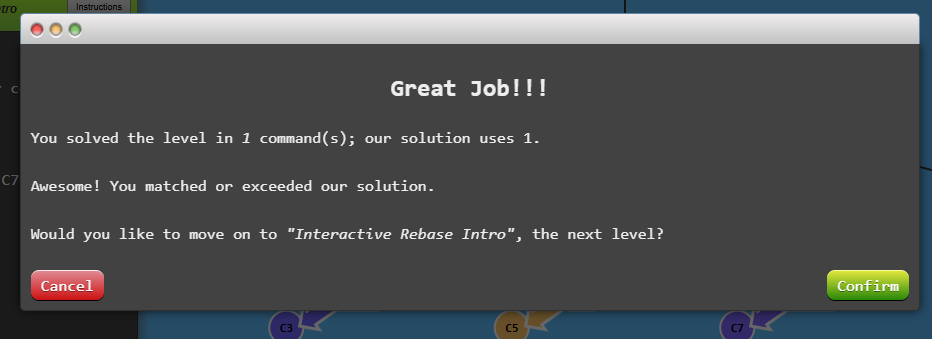 Instructions
Great Job!!!
You solved the level in 1 command(s); our solution uses 1.
Awesome! You matched or exceeded our solution.
C7
Would you like to move on to "Interactive Rebase Intro", the next level?
Cancel
Confirm
C3
C5
C7